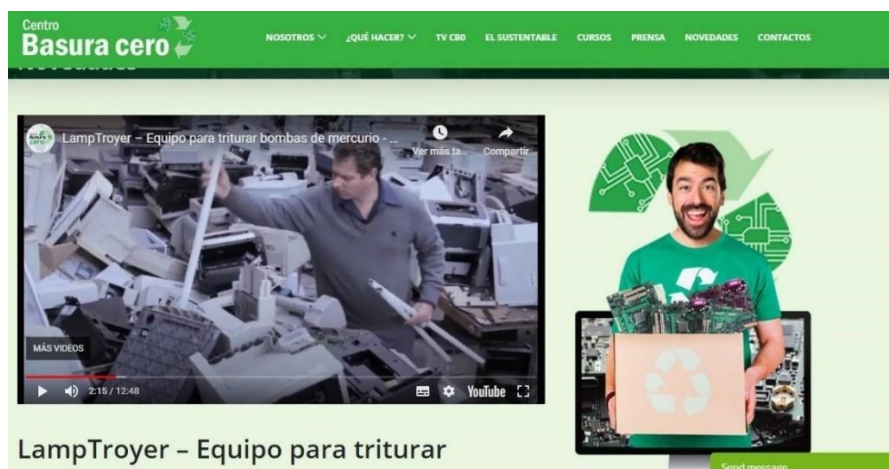 Centro
Basura cero
NOSOTROS ¿QUÉ HACER? TV CB0 EL SUSTENTABLE CURSOS PRENSA NOVEDADES CONTACTOS
Novedades
LampTroyer – Equipo para triturar bombas de mercurio - ...
Ver más ta... Compartir
MÁS VIDEOS
2:15 / 12:48
YouTube
LampTroyer – Equipo para triturar
Send message